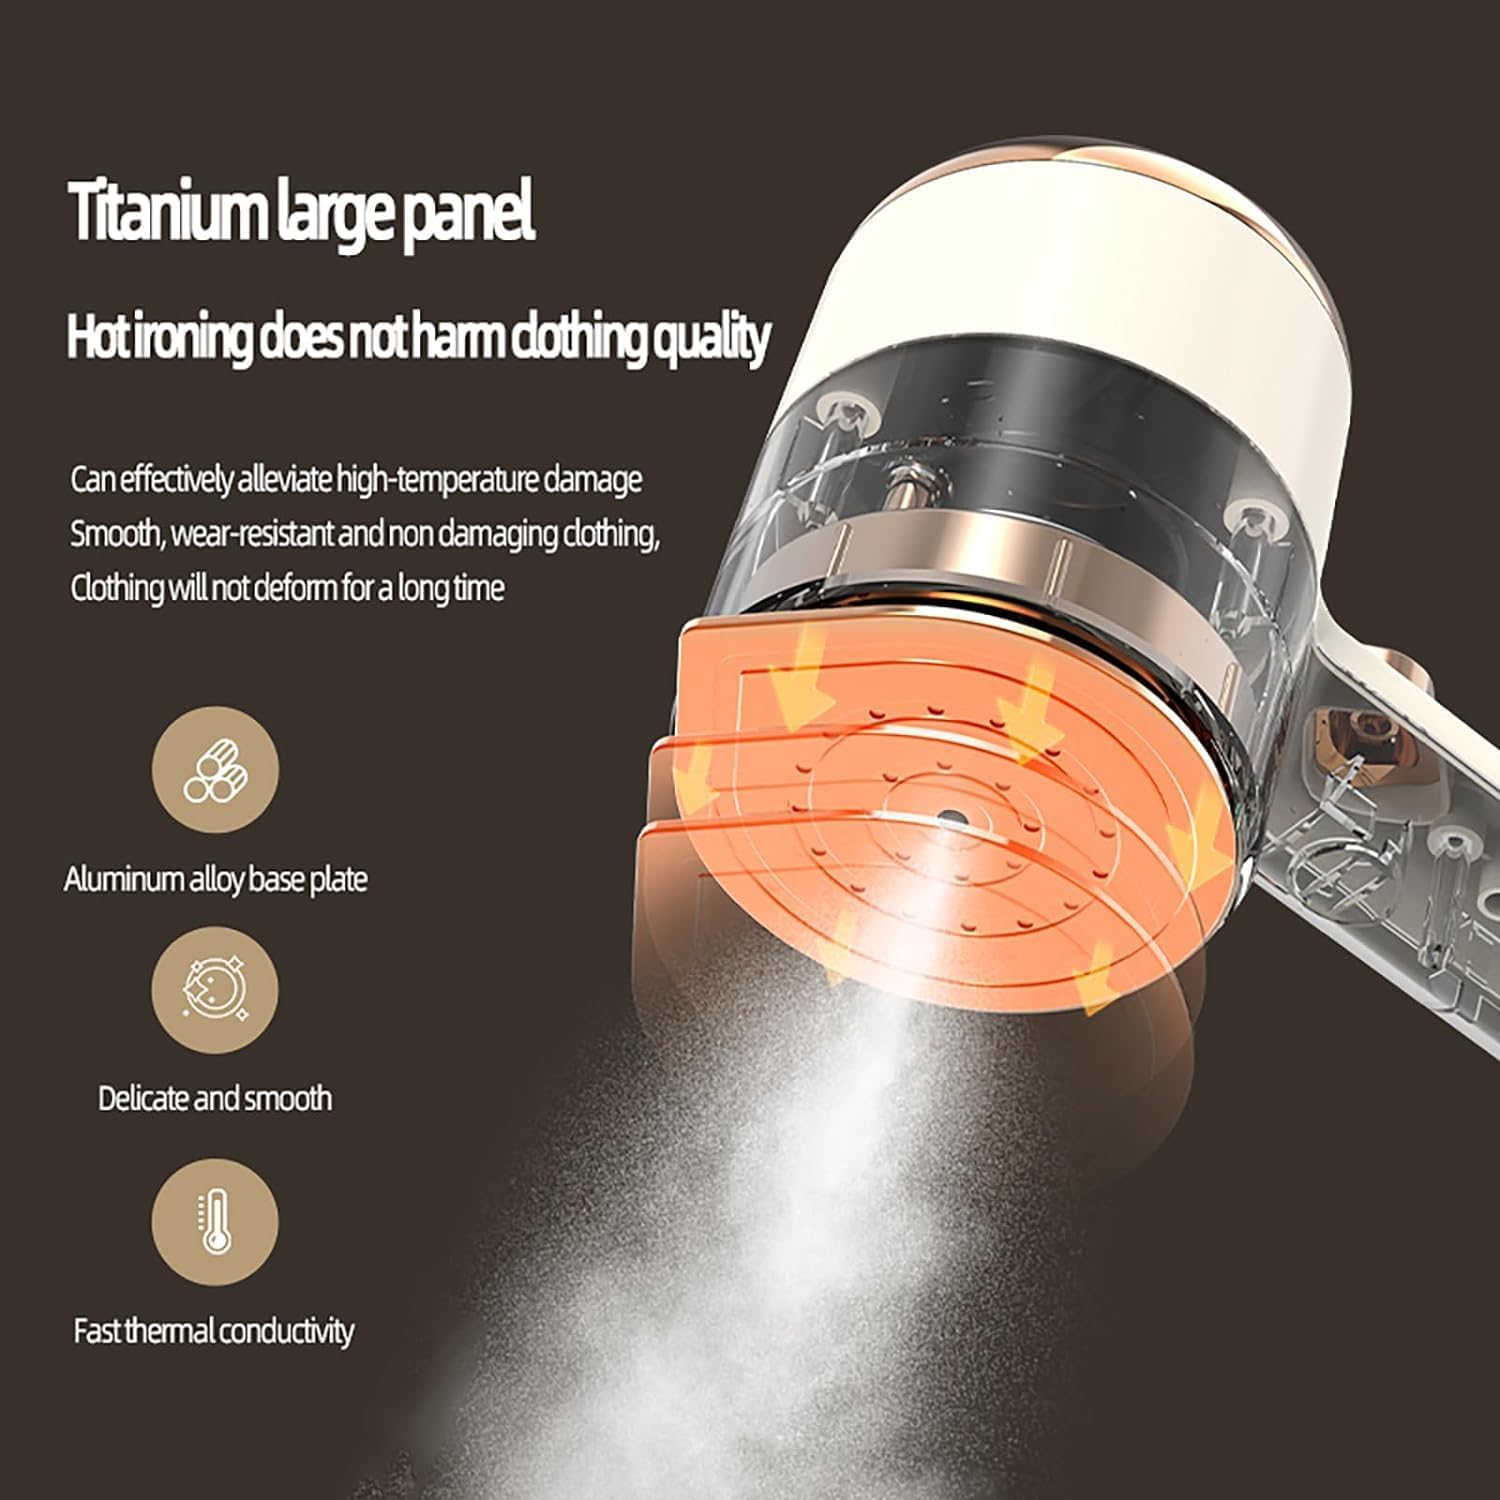 Titanium large panel
Hot ironing does not harm clothing quality
Can effectively alleviate high-temperature damage
Smooth, wear-resistant and non damaging clothing,
Clothing will not deform for a long time
Aluminum alloy base plate
Delicate and smooth
Fast thermal conductivity